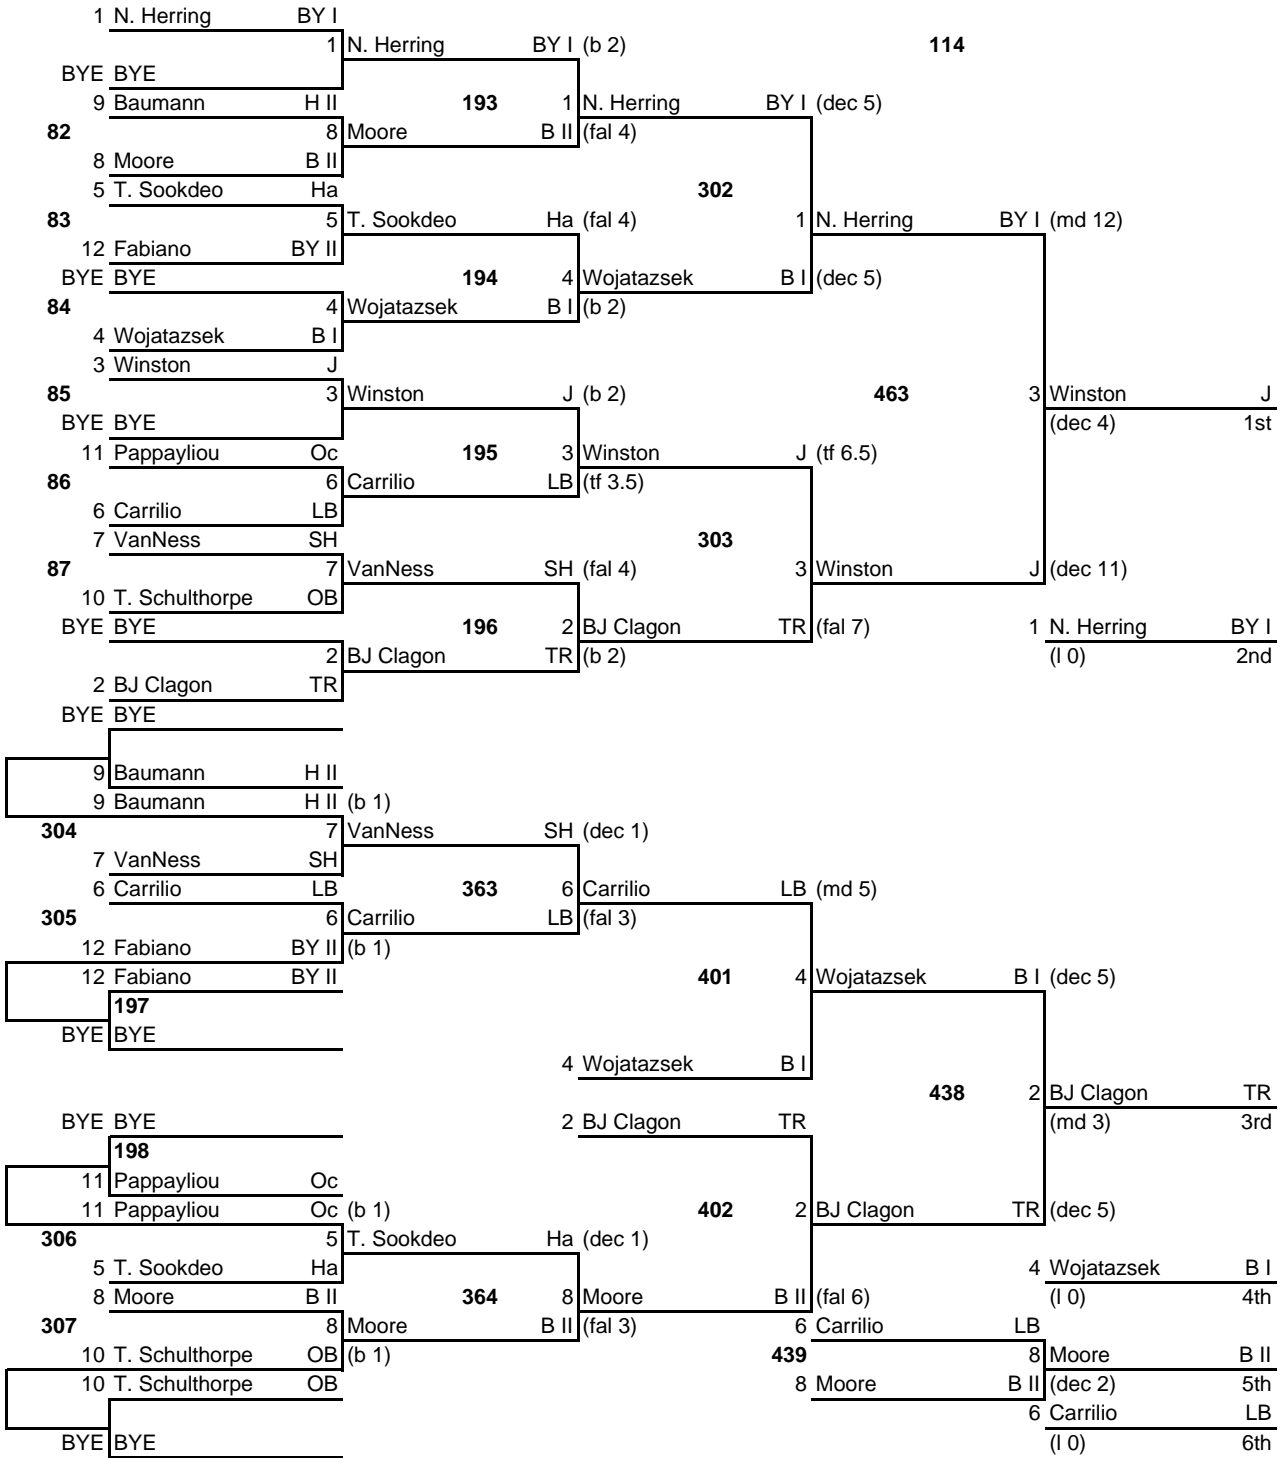 1 N. Herring BY I
1 N. Herring BY I (b 2) 114
BYE BYE
9 Baumann H II 193 1 N. Herring BY I (dec 5)
82 8 Moore B II (fal 4)
8 Moore B II
5 T. Sookdeo Ha 302
83 5 T. Sookdeo Ha (fal 4) 1 N. Herring BY I (md 12)
12 Fabiano BY II
BYE BYE 194 4 Wojatazsek B I (dec 5)
84 4 Wojatazsek B I (b 2)
4 Wojatazsek B I
3 Winston J
85 3 Winston J (b 2) 463 3 Winston J
BYE BYE (dec 4) 1st
11 Pappayliou Oc 195 3 Winston J (tf 6.5)
86 6 Carrilio LB (tf 3.5)
6 Carrilio LB
7 VanNess SH 303
87 7 VanNess SH (fal 4) 3 Winston J (dec 11)
10 T. Schulthorpe OB
BYE BYE 196 2 BJ Clagon TR (fal 7) 1 N. Herring BY I
2 BJ Clagon TR (b 2) (l 0) 2nd
2 BJ Clagon TR
BYE BYE
9 Baumann H II
9 Baumann H II (b 1)
304 7 VanNess SH (dec 1)
7 VanNess SH
6 Carrilio LB 363 6 Carrilio LB (md 5)
305 6 Carrilio LB (fal 3)
12 Fabiano BY II (b 1)
12 Fabiano BY II 401 4 Wojatazsek B I (dec 5)
197
BYE BYE
4 Wojatazsek B I
438 2 BJ Clagon TR
BYE BYE 2 BJ Clagon TR (md 3) 3rd
198
11 Pappayliou Oc
11 Pappayliou Oc (b 1) 402 2 BJ Clagon TR (dec 5)
306 5 T. Sookdeo Ha (dec 1)
5 T. Sookdeo Ha 4 Wojatazsek B I
8 Moore B II 364 8 Moore B II (fal 6) (l 0) 4th
307 8 Moore B II (fal 3) 6 Carrilio LB
10 T. Schulthorpe OB (b 1) 439 8 Moore B II
10 T. Schulthorpe OB 8 Moore B II (dec 2) 5th
6 Carrilio LB
BYE BYE (l 0) 6th